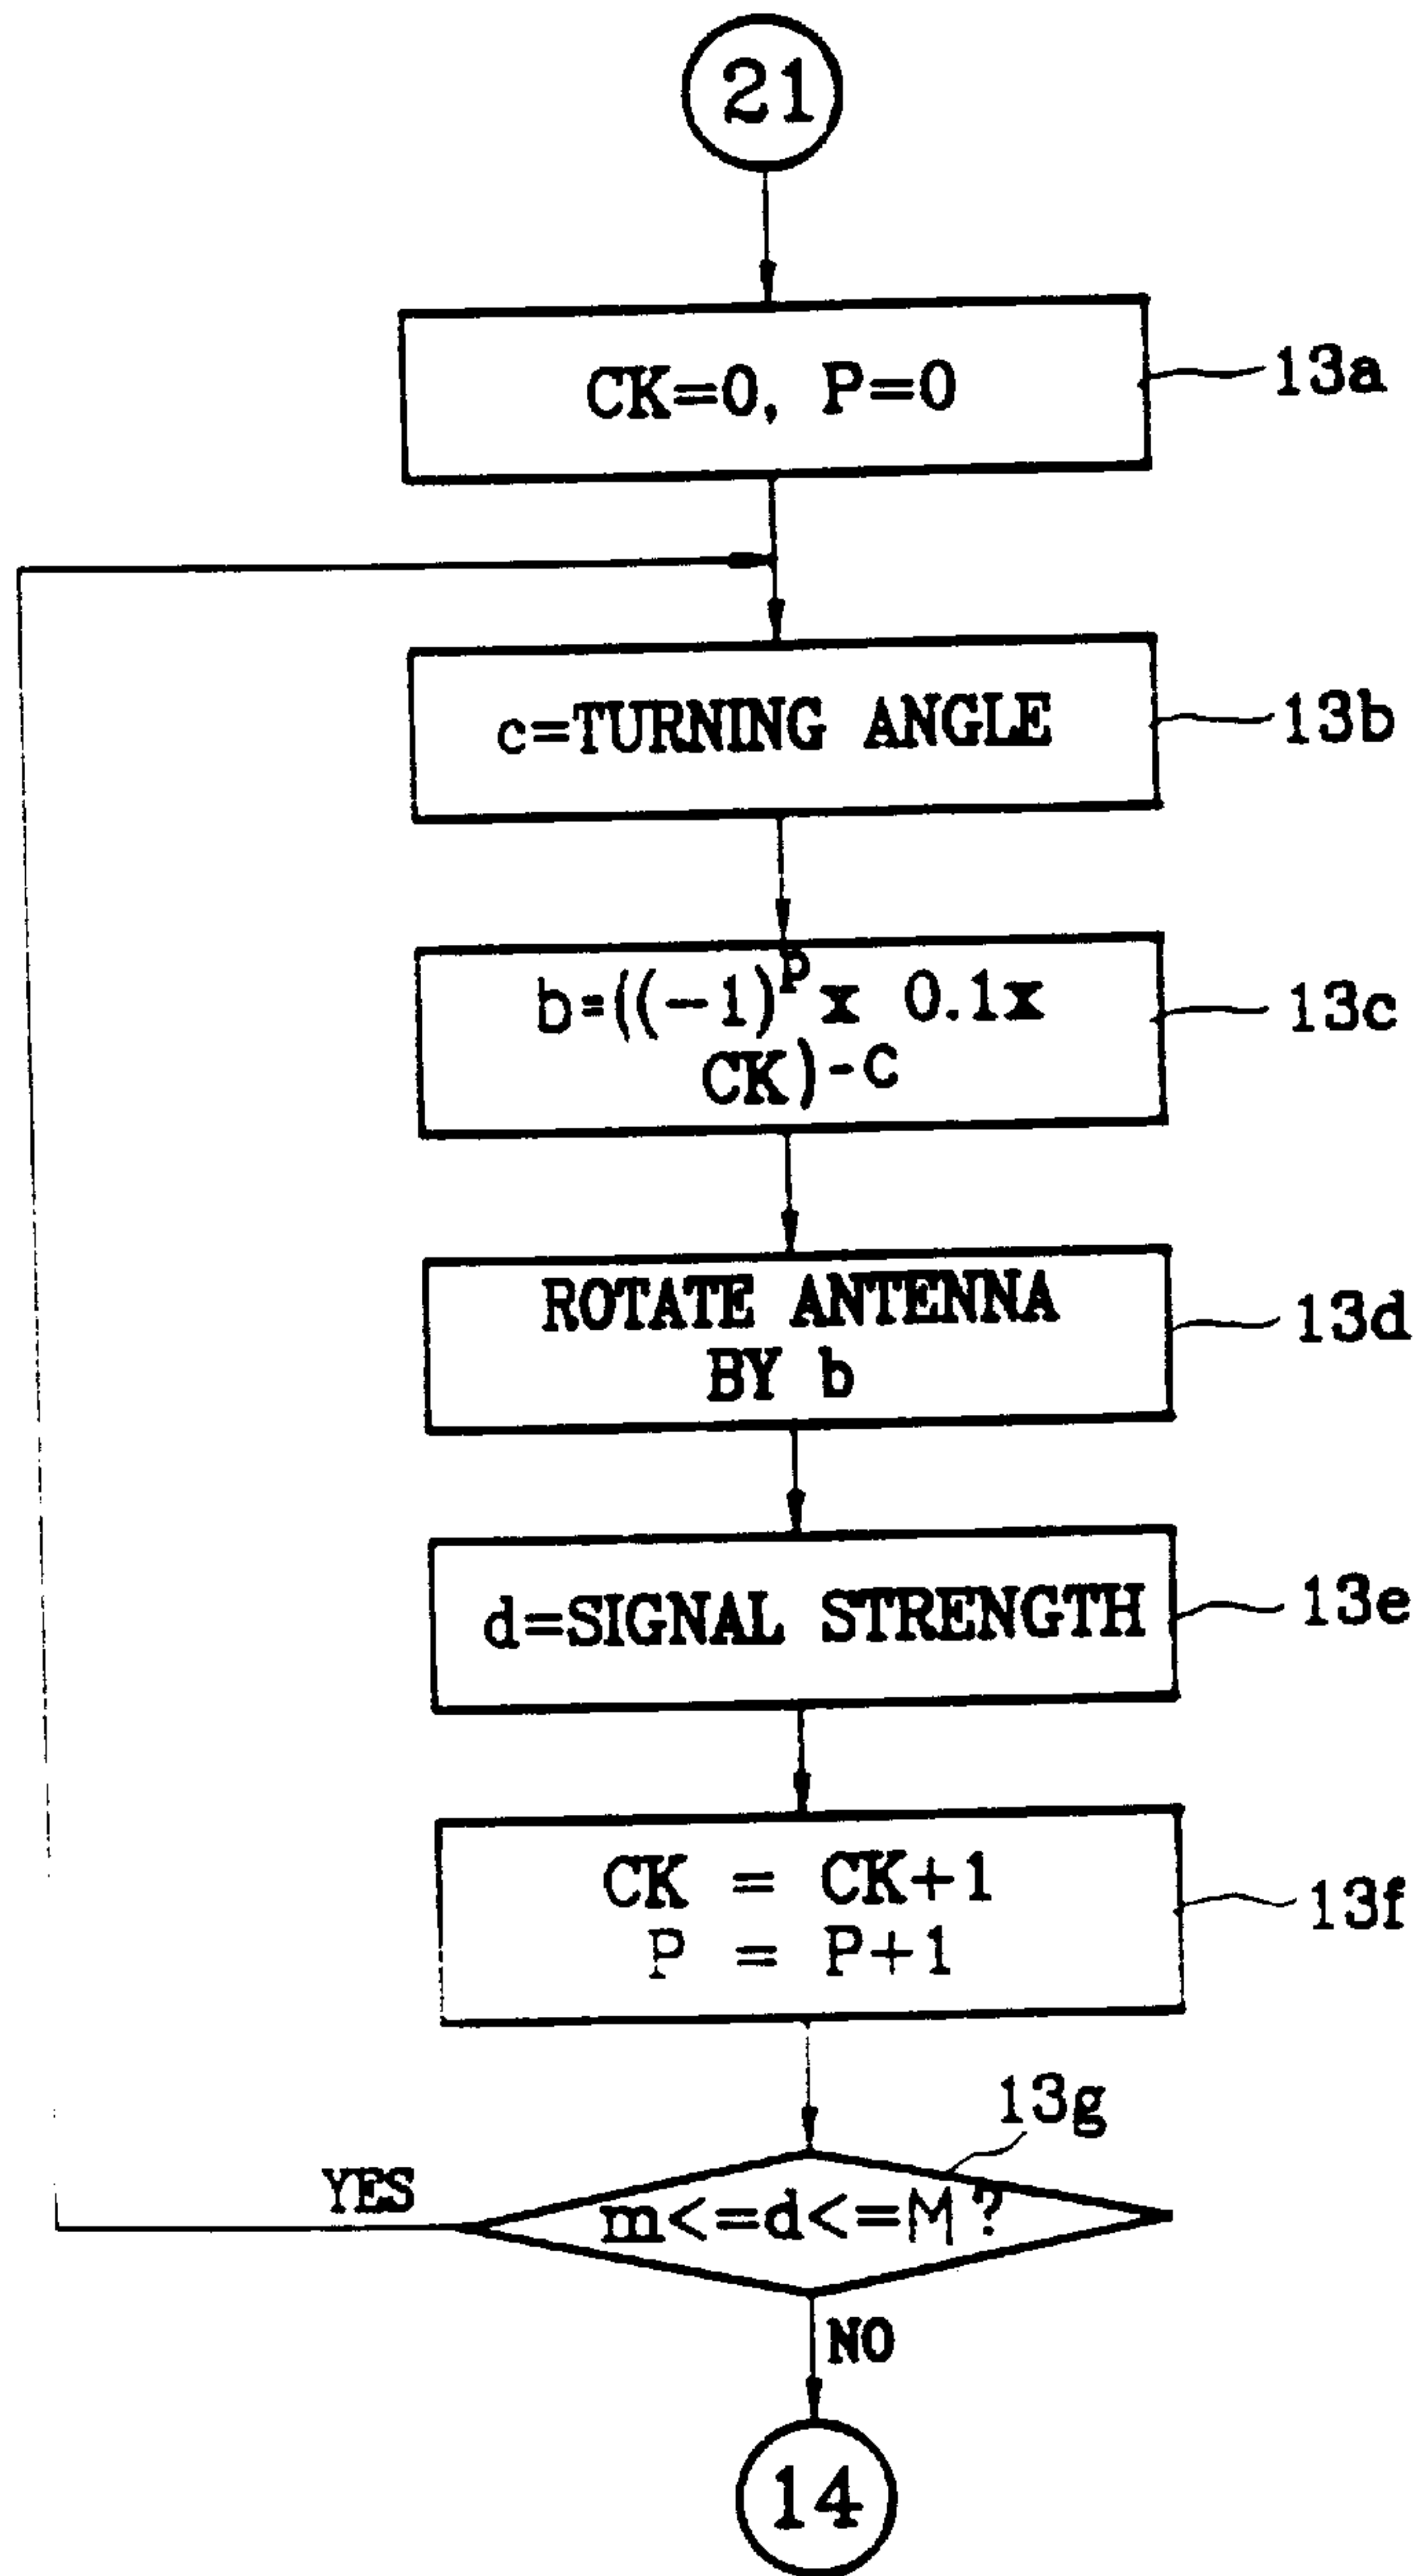 21
CK=0, P=0
13a
c=TURNING ANGLE
13b
b=((-1)^P x 0.1x
CK)-C
13c
ROTATE ANTENNA
BY b
13d
d=SIGNAL STRENGTH
13e
CK = CK+1
P = P+1
13f
13g
YES
m<=d<=M?
NO
14